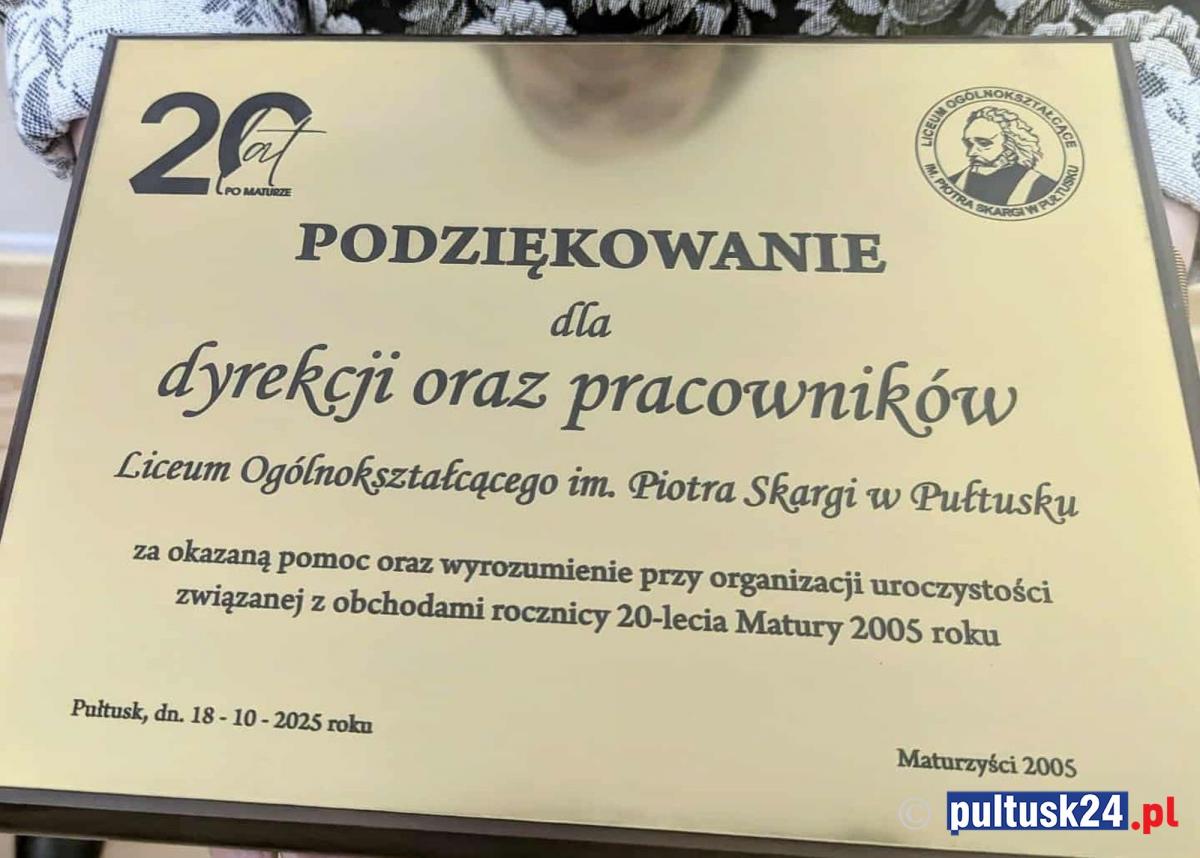 20 lat
PO MATURZE
LICEUM OGÓLNOKSZTAŁCĄCE
IM. PIOTRA SKARGI W PUŁTUSKU
PODZIĘKOWANIE
dla
dyrekcji oraz pracowników
Liceum Ogólnokształcącego im. Piotra Skargi w Pułtusku
za okazaną pomoc oraz wyrozumienie przy organizacji uroczystości
związanej z obchodami rocznicy 20-lecia Matury 2005 roku
Pułtusk, dn. 18 - 10 - 2025 roku
Maturzyści 2005
© pultusk24.pl